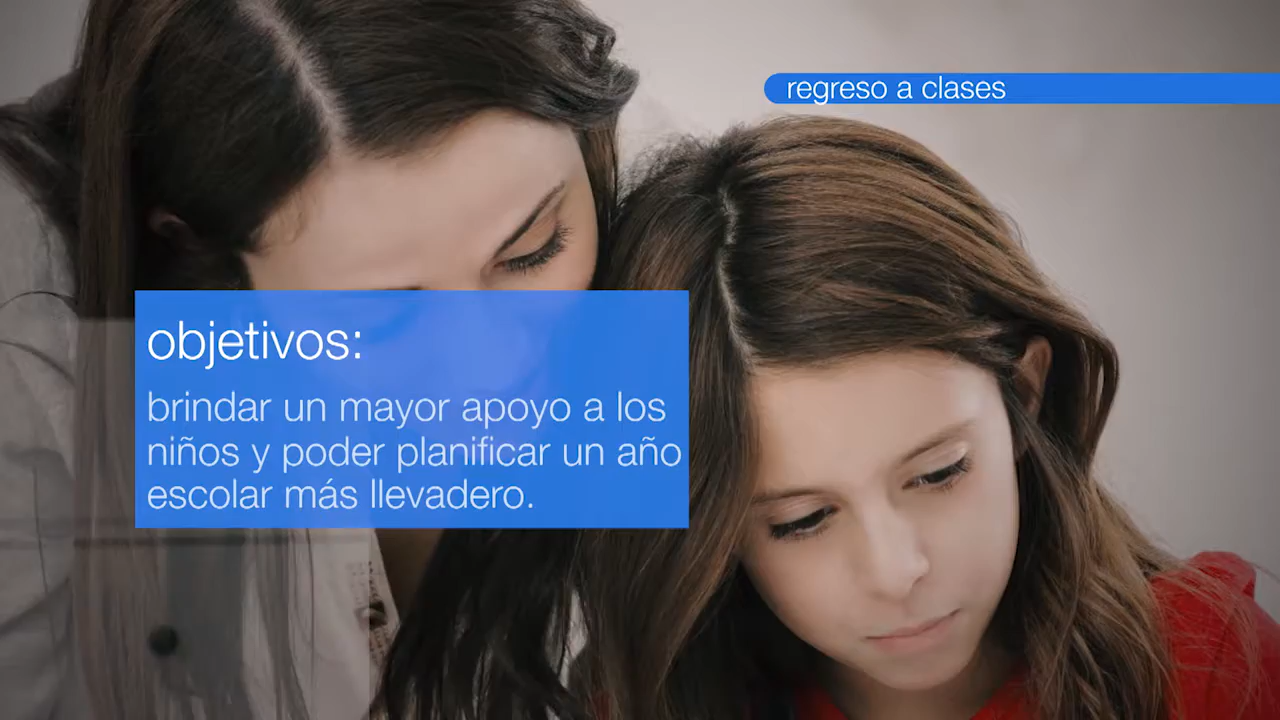 regreso a clases
objetivos:
brindar un mayor apoyo a los
niños y poder planificar un año
escolar más llevadero.